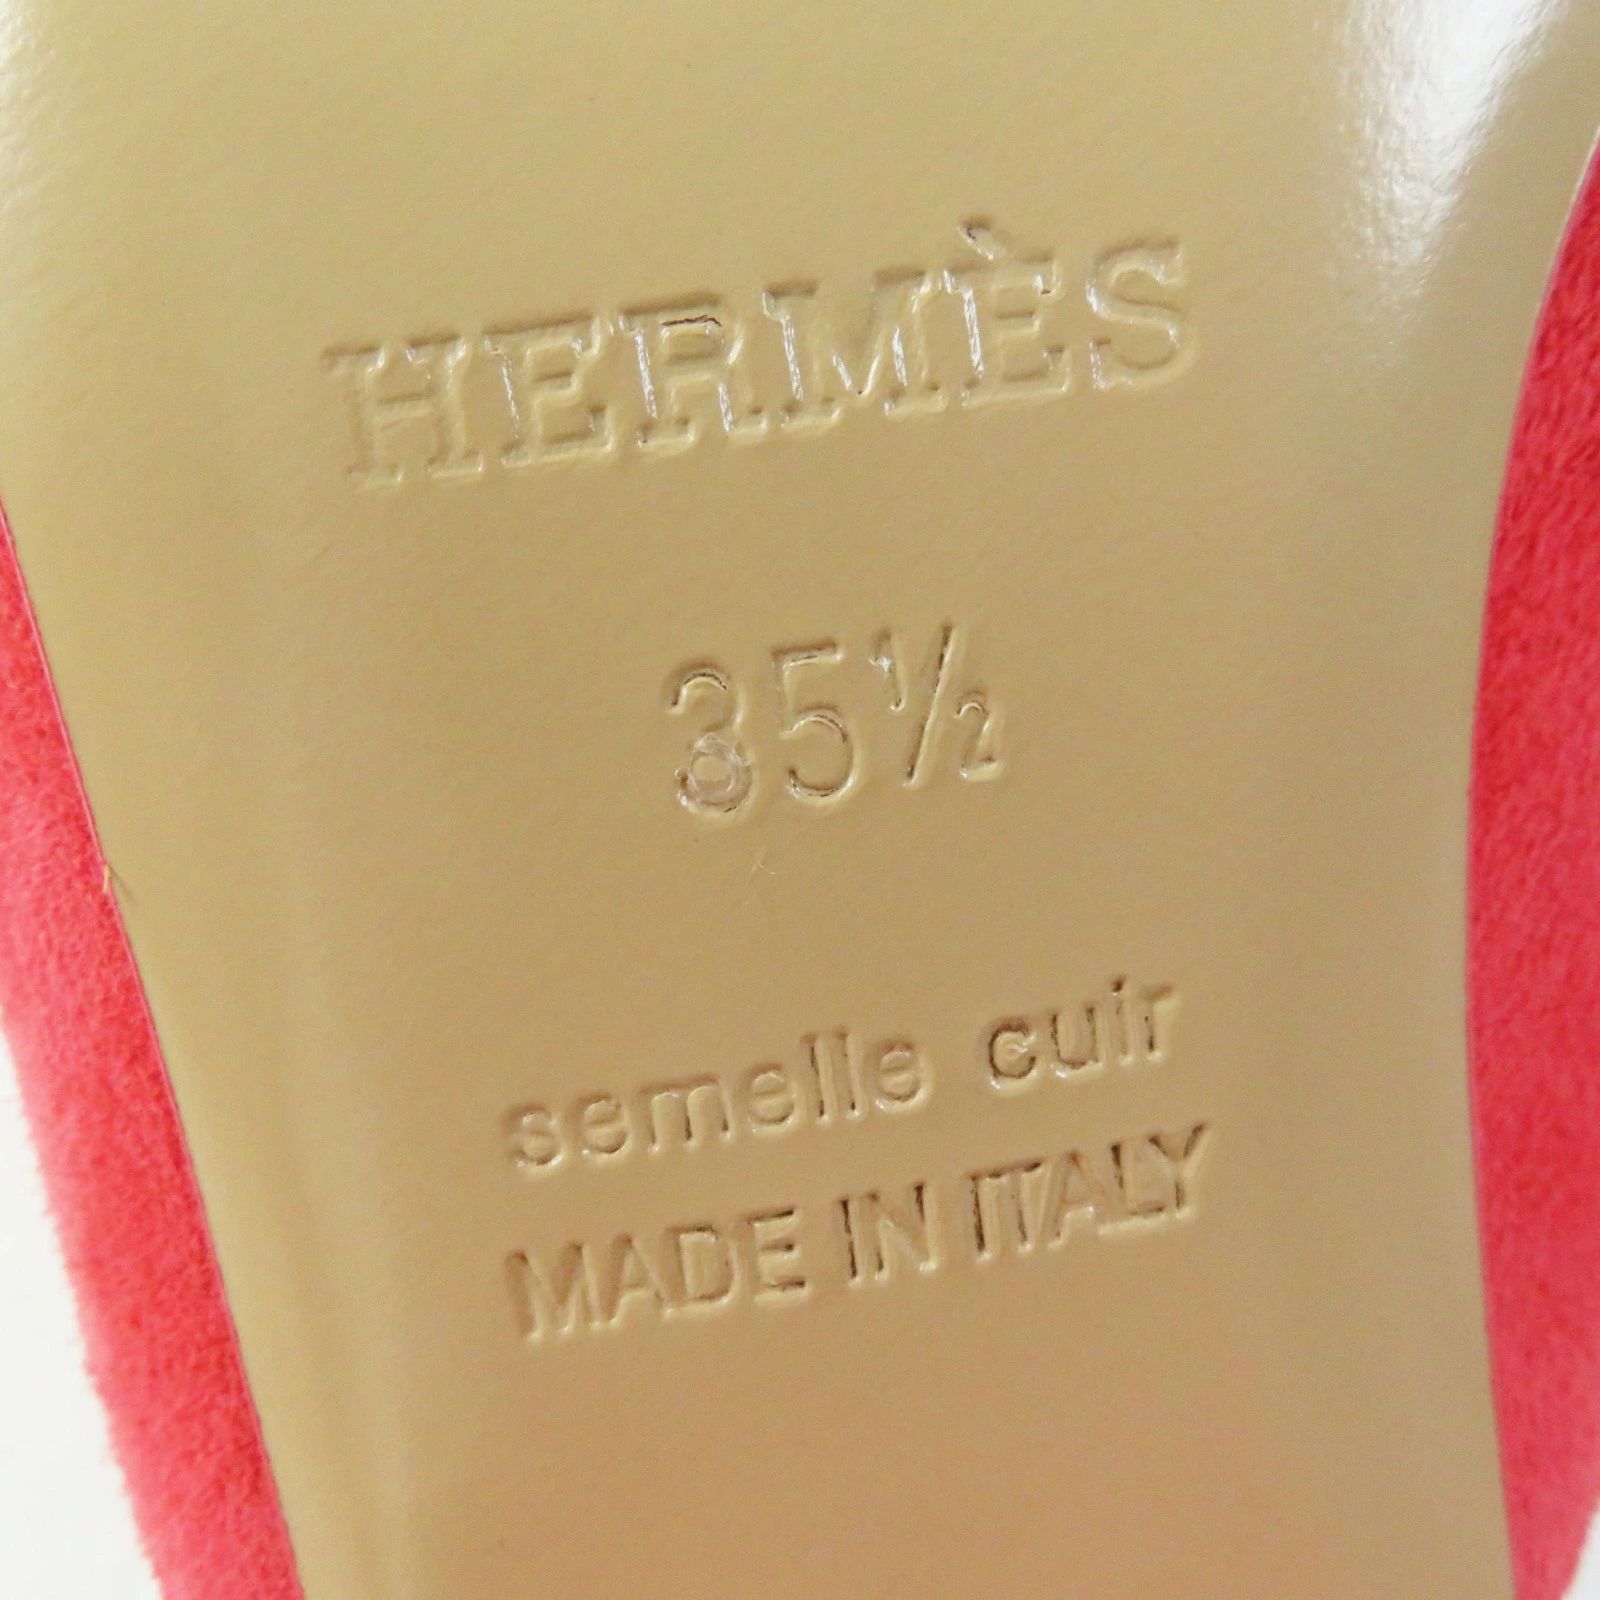 HERMÈS
35½
semelle cuir
MADE IN ITALY